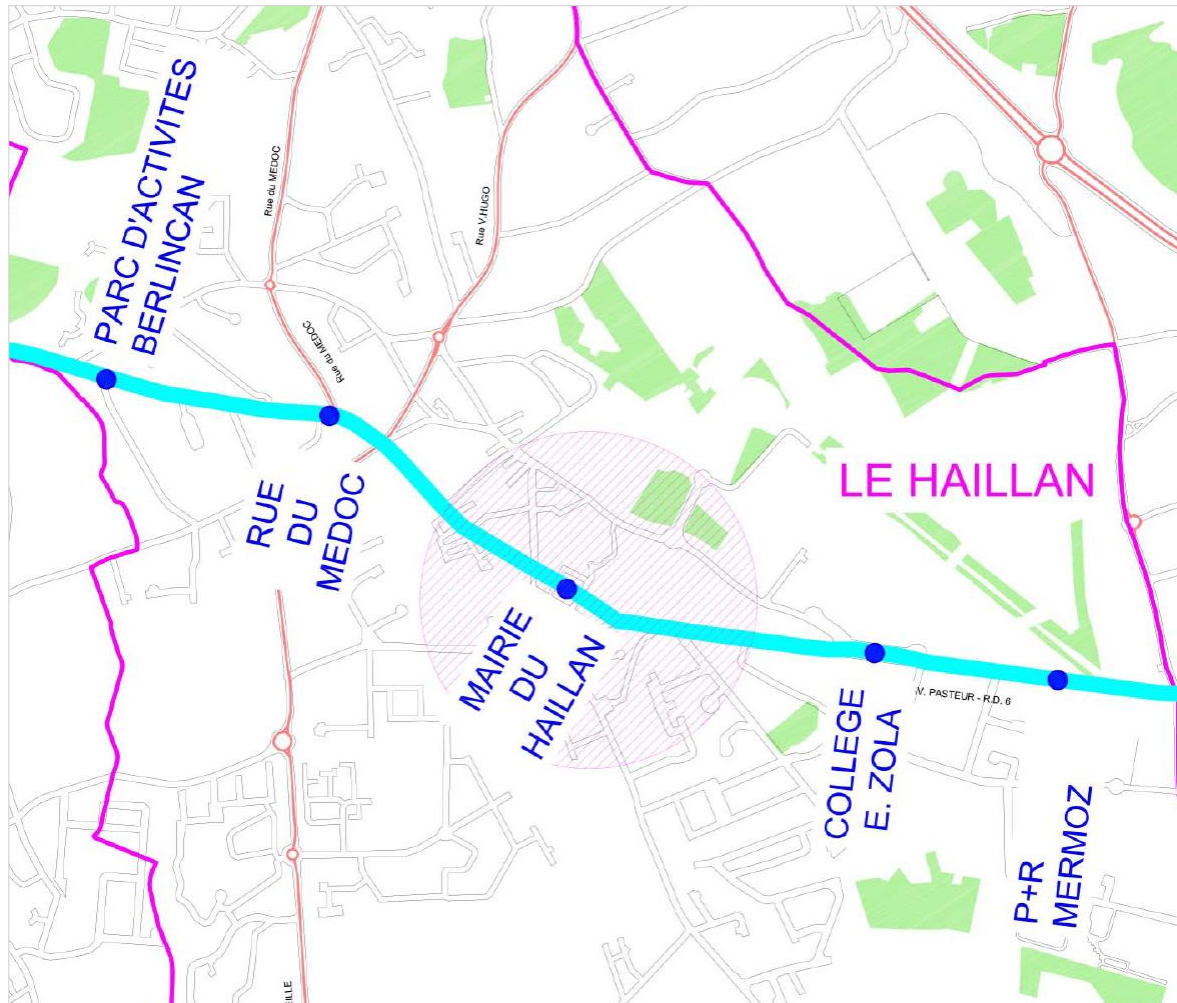 PARC D'ACTIVITES
BERLINCAN
Rue du MEDOC
Rue V.HUGO
Rue du MEDOC
RUE
DU
MEDOC
LE HAILLAN
MAIRIE
DU
HAILLAN
V. PASTEUR - R.D. 6
COLLEGE
E. ZOLA
P+R
MERMOZ